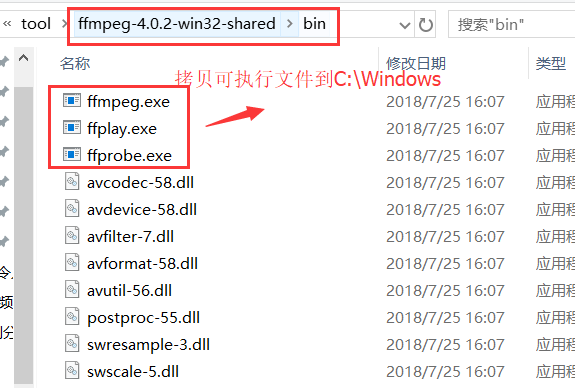 « tool › ffmpeg-4.0.2-win32-shared › bin
搜索"bin"
名称 修改日期 类型
拷贝可执行文件到C:\Windows
ffmpeg.exe 2018/7/25 16:07 应用程
ffplay.exe 2018/7/25 16:07 应用程
ffprobe.exe 2018/7/25 16:07 应用程
avcodec-58.dll 2018/7/25 16:07 应用程
avdevice-58.dll 2018/7/25 16:07 应用程
avfilter-7.dll 2018/7/25 16:07 应用程
avformat-58.dll 2018/7/25 16:07 应用程
avutil-56.dll 2018/7/25 16:07 应用程
postproc-55.dll 2018/7/25 16:07 应用程
swresample-3.dll 2018/7/25 16:07 应用程
swscale-5.dll 2018/7/25 16:07 应用程